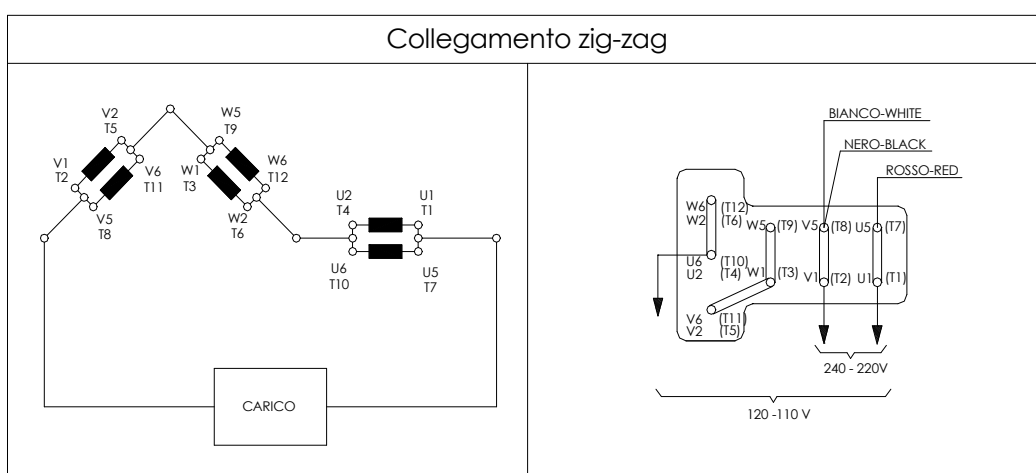 Collegamento zig-zag
V2
T5
V1
T2
V6
T11
V5
T8
W5
T9
W1
T3
W6
T12
W2
T6
U2
T4
U1
T1
U6
T10
U5
T7
CARICO
BIANCO-WHITE
NERO-BLACK
ROSSO-RED
W6 (T12)
W2 (T6)
W5 (T9)
V5 (T8)
U5 (T7)
U6 (T10)
U2 (T4)
W1 (T3)
V1 (T2)
U1 (T1)
V6 (T11)
V2 (T5)
240 - 220V
120 -110 V